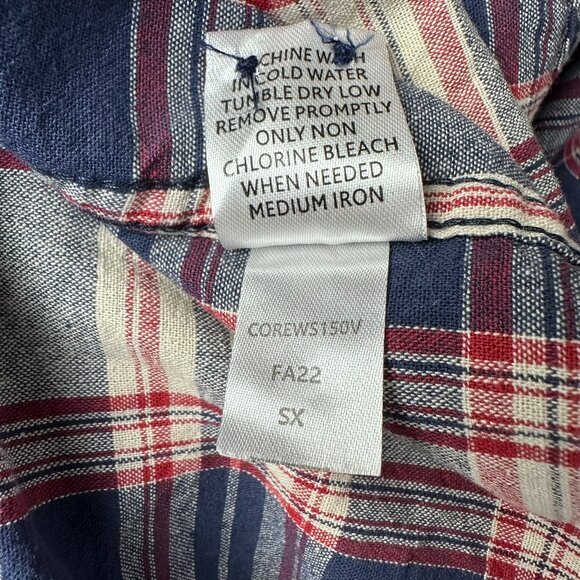 WASH
IN COLD WATER
TUMBLE DRY LOW
REMOVE PROMPTLY
ONLY NON
CHLORINE BLEACH
WHEN NEEDED
MEDIUM IRON
COREWS150V
FA22
SX